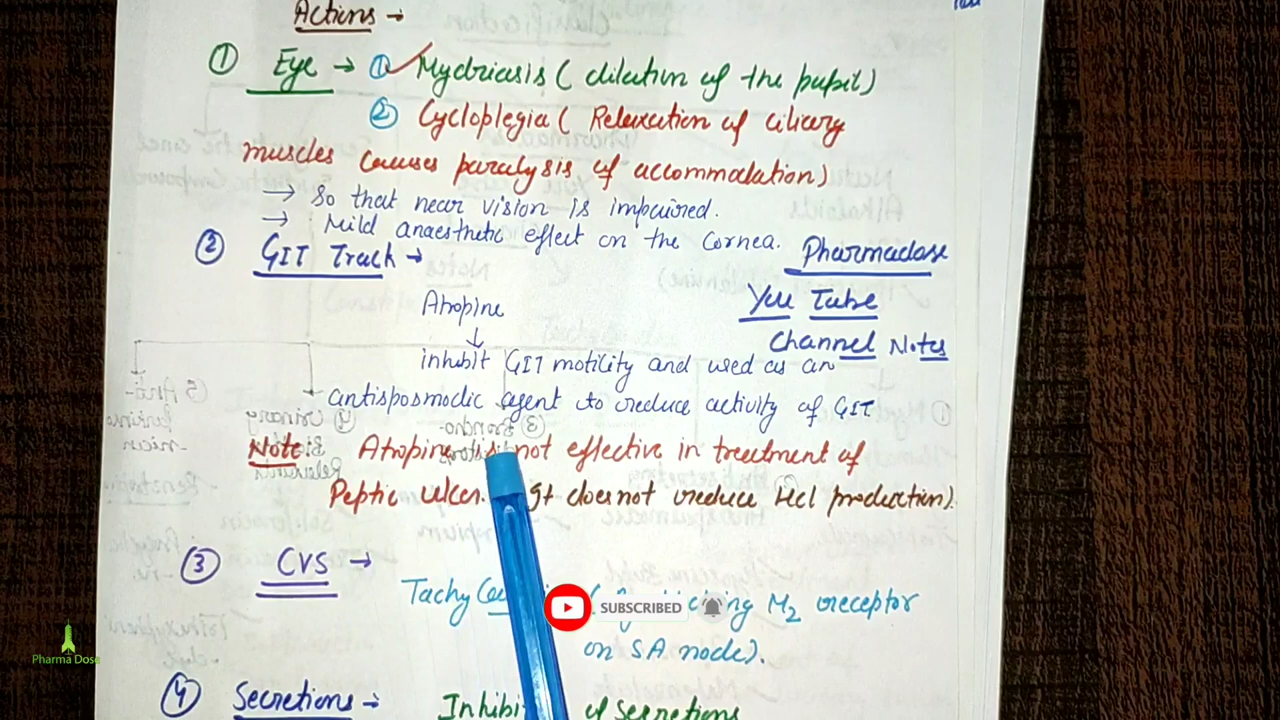 Actions →
① Eye → ① Mydriasis ( dilution of the pupil)
② Cycloplegia ( Relaxation of ciliary
muscles causes paralysis of accommodation)
→ So that near vision is impaired.
→ Mild anaesthetic effect on the Cornea.
② GIT Track →
Pharmadose
You Tube
Channel Notes
Atropine
↓
inhibit GIT motility and used as an
antispasmodic agent to reduce activity of GIT
Note Atropine is not effective in treatment of
Peptic ulcer. It does not reduce Hcl production).
③ CVS →
Tachy M2 receptor
on SA node).
④ Secretions :- of Secretions
SUBSCRIBED
Pharma Dose